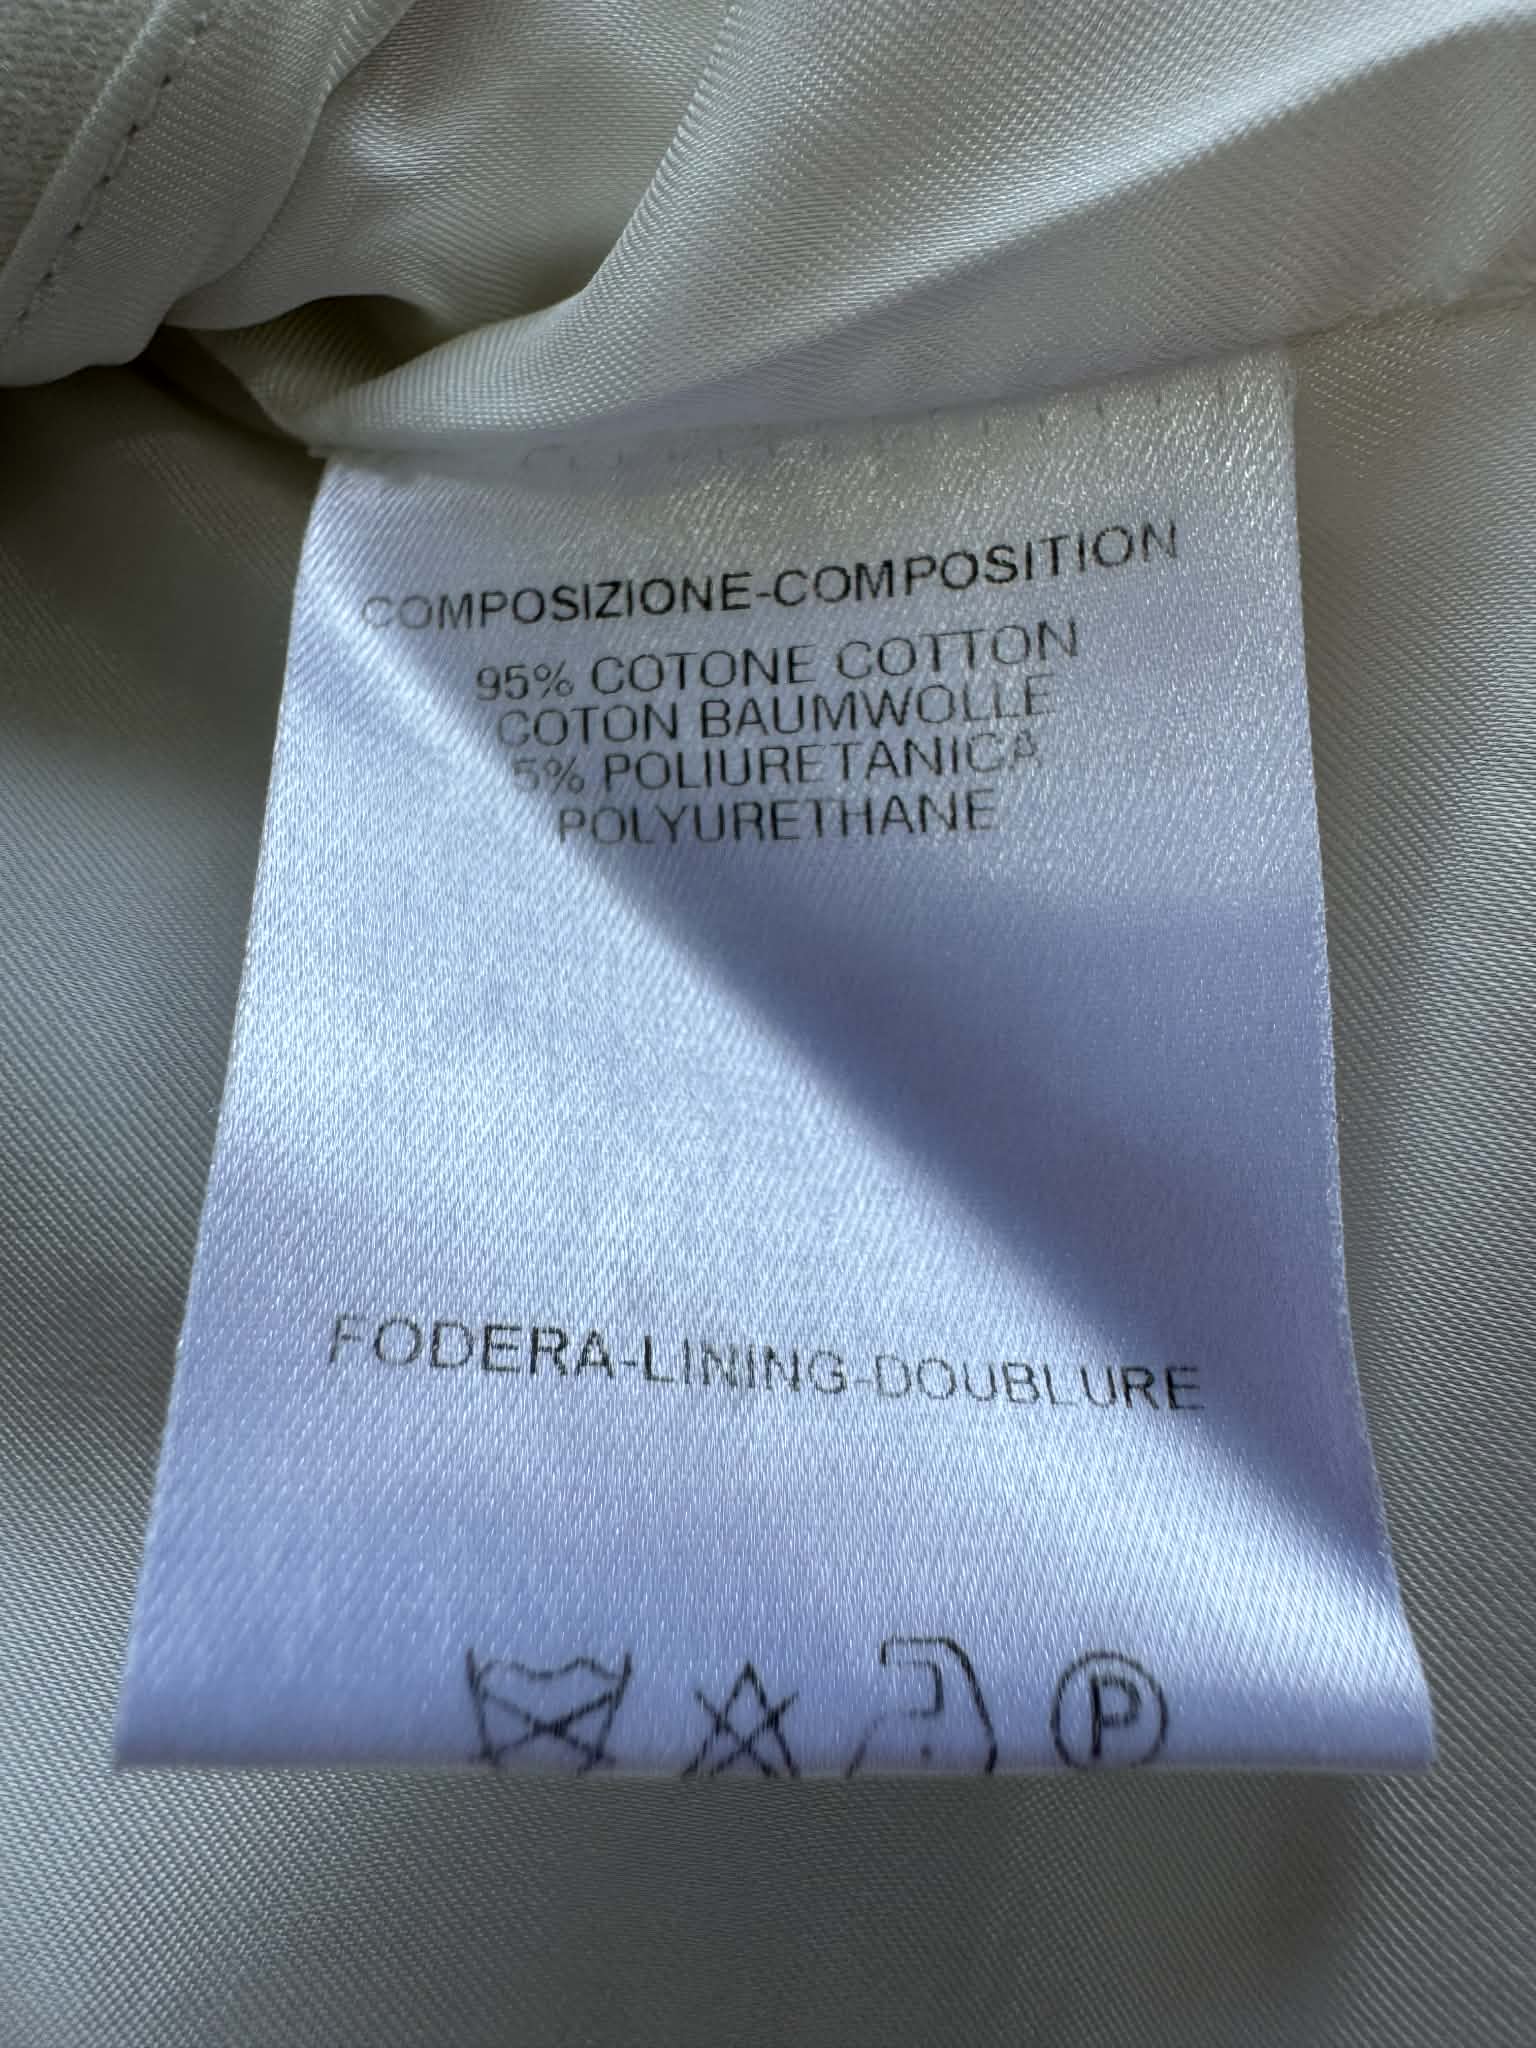 COMPOSIZIONE-COMPOSITION
95% COTONE COTTON
COTON BAUMWOLLE
5% POLIURETANICA
POLYURETHANE
FODERA-LINING-DOUBLURE
P